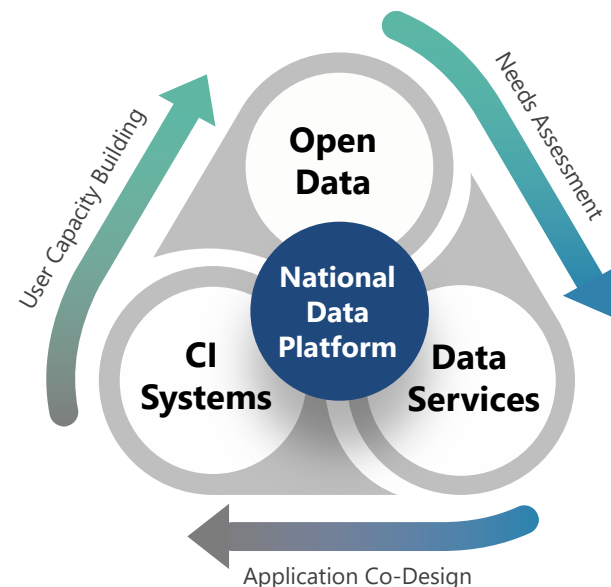 Open
Data
Needs Assessment
User Capacity Building
National
Data
Platform
CI
Systems
Data
Services
Application Co-Design